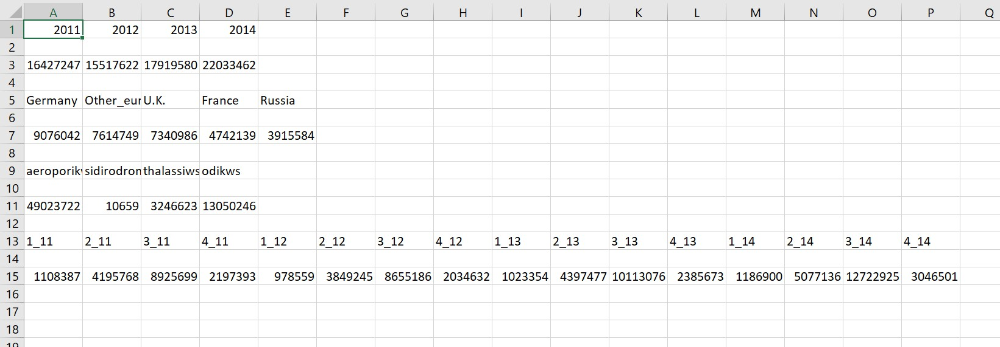 A B C D E F G H I J K L M N O P Q
1 2011 2012 2013 2014
2
3 16427247 15517622 17919580 22033462
4
5 Germany Other_eur U.K. France Russia
6
7 9076042 7614749 7340986 4742139 3915584
8
9 aeroporik sidirodron thalassiws odikws
10
11 49023722 10659 3246623 13050246
12
13 1_11 2_11 3_11 4_11 1_12 2_12 3_12 4_12 1_13 2_13 3_13 4_13 1_14 2_14 3_14 4_14
14
15 1108387 4195768 8925699 2197393 978559 3849245 8655186 2034632 1023354 4397477 10113076 2385673 1186900 5077136 12722925 3046501
16
17
18
19